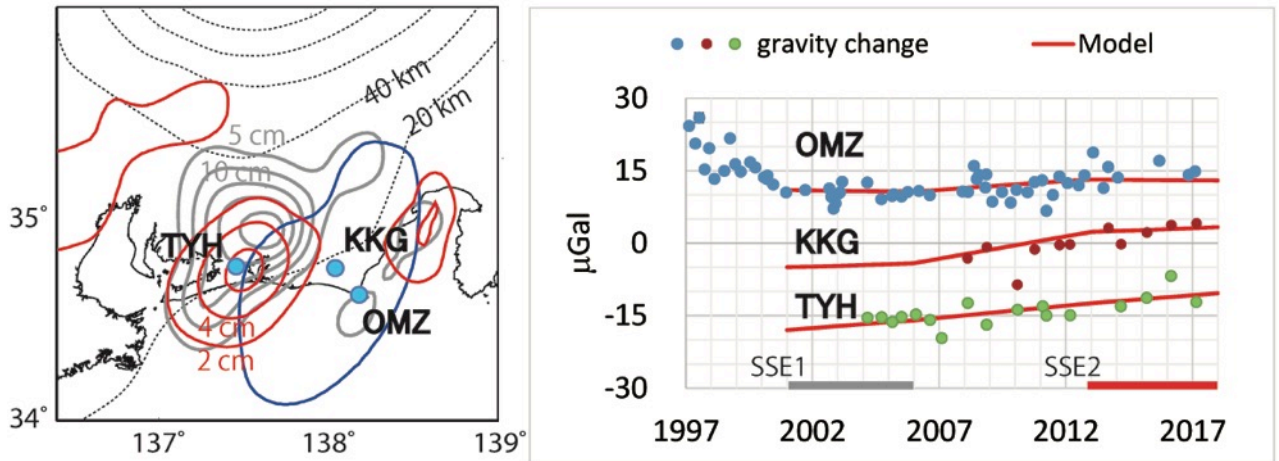 40 km
20 km
5 cm
10 cm
35°
TYH
KKG
OMZ
4 cm
2 cm
34°
137°
138°
139°
gravity change
Model
30
OMZ
15
μGal
0
KKG
-15
TYH
SSE1
SSE2
-30
1997
2002
2007
2012
2017